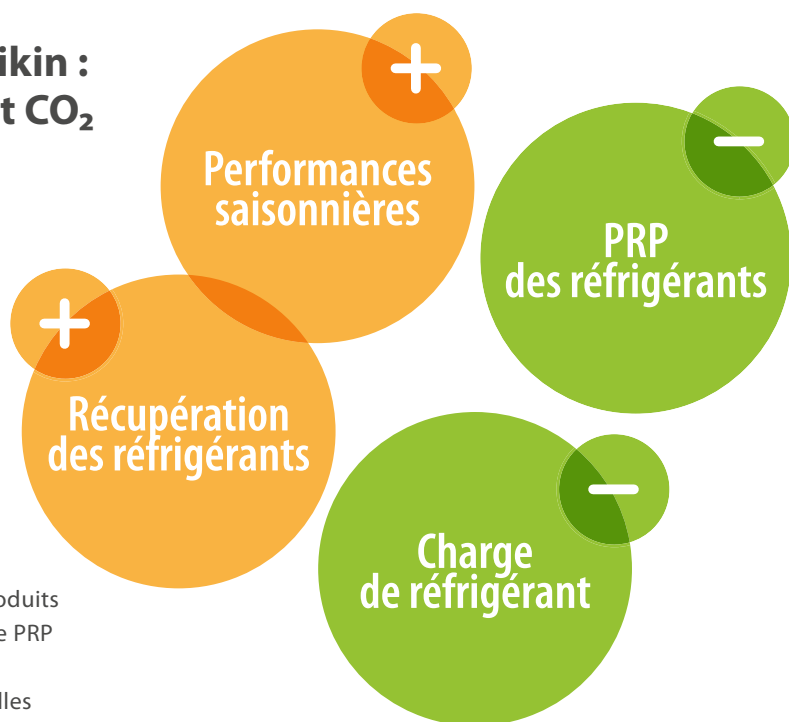 ikin :
t CO₂
+
Performances
saisonnières
−
PRP
des réfrigérants
+
Récupération
des réfrigérants
−
Charge
de réfrigérant
oduits
e PRP
lles